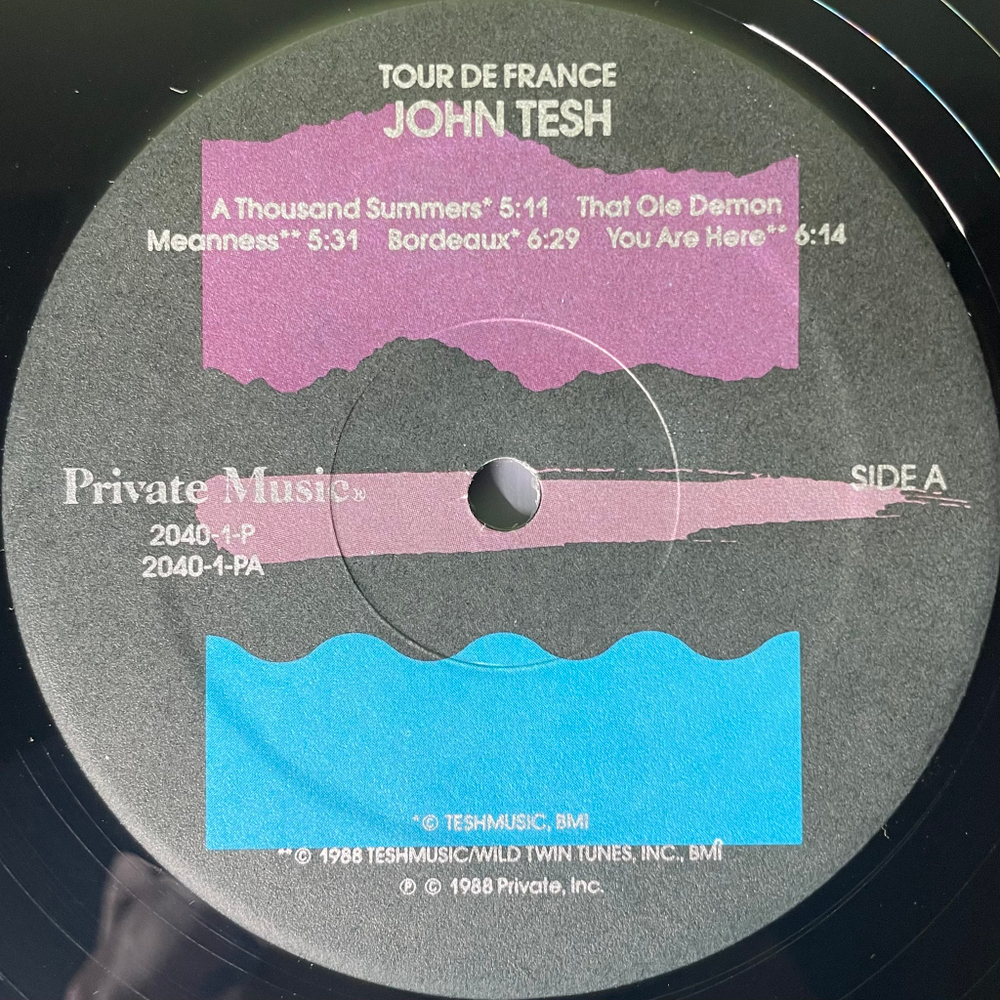 TOUR DE FRANCE
JOHN TESH
A Thousand Summers* 5:11 That Ole Demon
Meanness** 5:31 Bordeaux* 6:29 You Are Here** 6:14
Private Music®
SIDE A
2040-1-P
2040-1-PA
*© TESHMUSIC, BMI
**© 1988 TESHMUSIC/WILD TWIN TUNES, INC., BMI
℗ © 1988 Private, Inc.